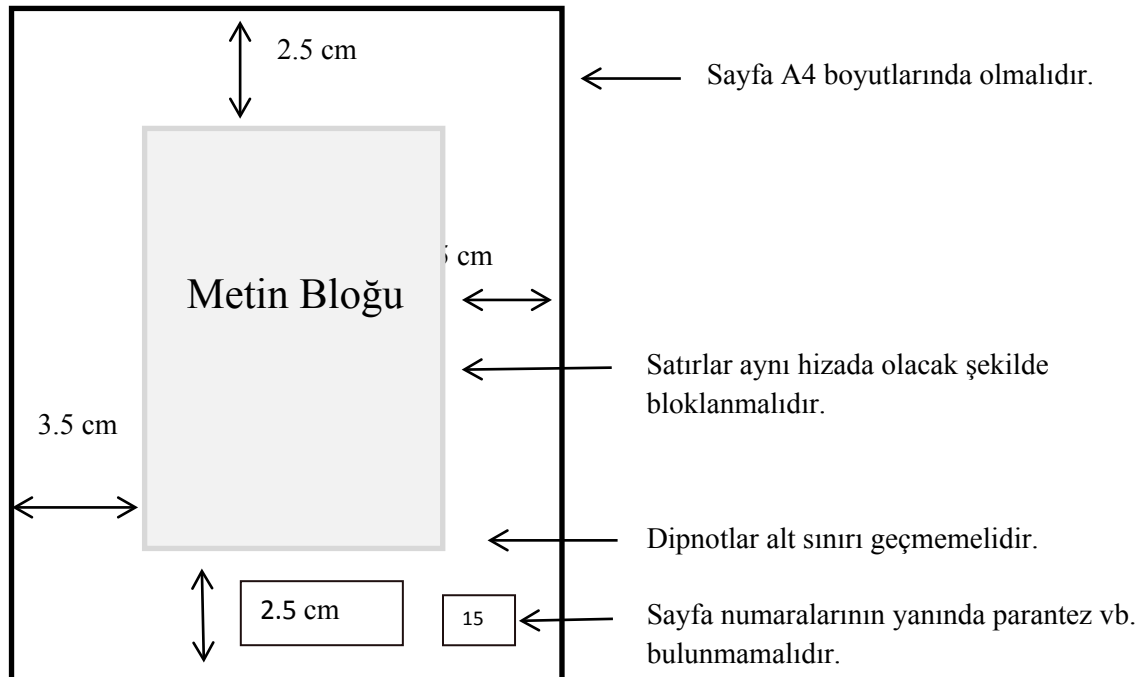 2.5 cm
Sayfa A4 boyutlarında olmalıdır.
cm
Metin Bloğu
Satırlar aynı hizada olacak şekilde
bloklanmalıdır.
3.5 cm
Dipnotlar alt sınırı geçmemelidir.
2.5 cm
15
Sayfa numaralarının yanında parantez vb.
bulunmamalıdır.